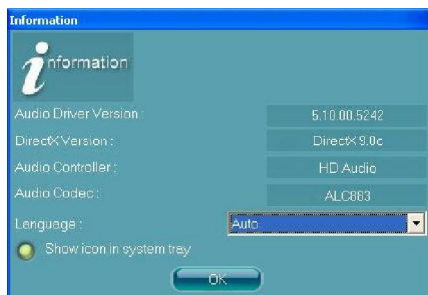 Information
information
Audio Driver Version : 5.10.00.5242
DirectX Version : DirectX 9.0c
Audio Controller : HD Audio
Audio Codec : ALC883
Language : Auto
Show icon in system tray
OK